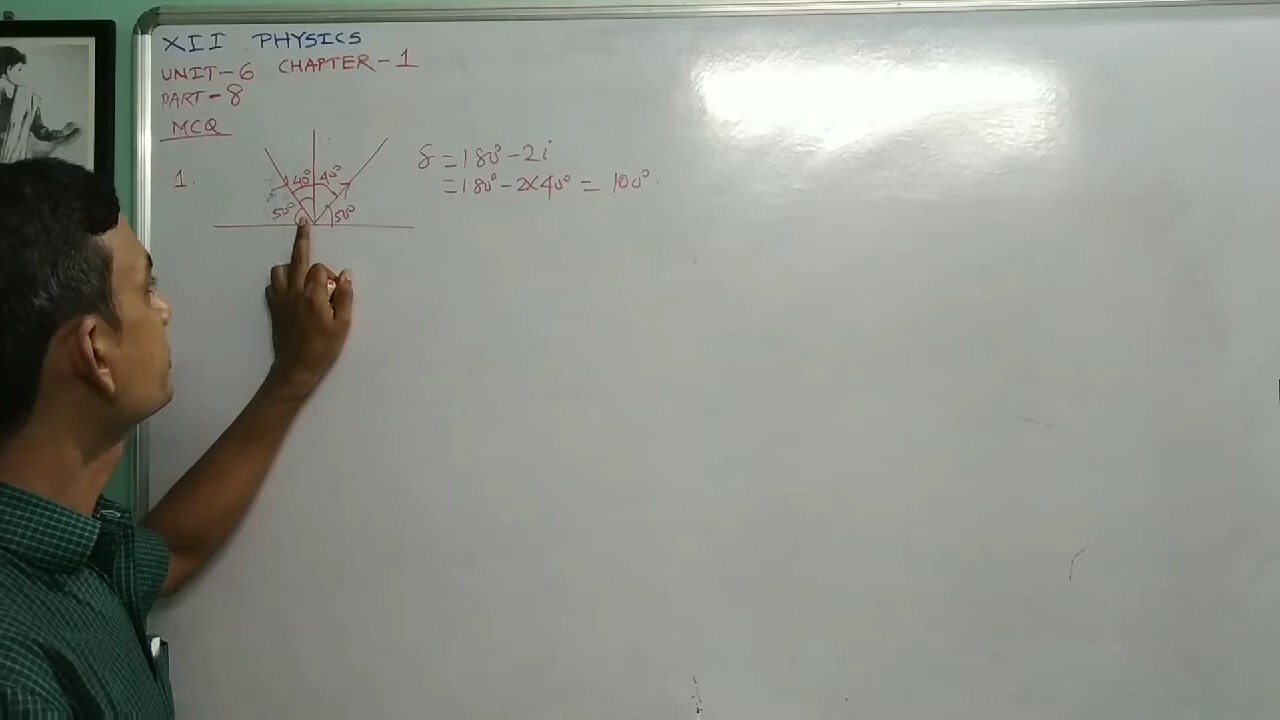 XII PHYSICS
UNIT-6 CHAPTER-1
PART-8
MCQ
1.
40° 40°
50° 50°
δ = 180° - 2i
= 180° - 2×40° = 100°.